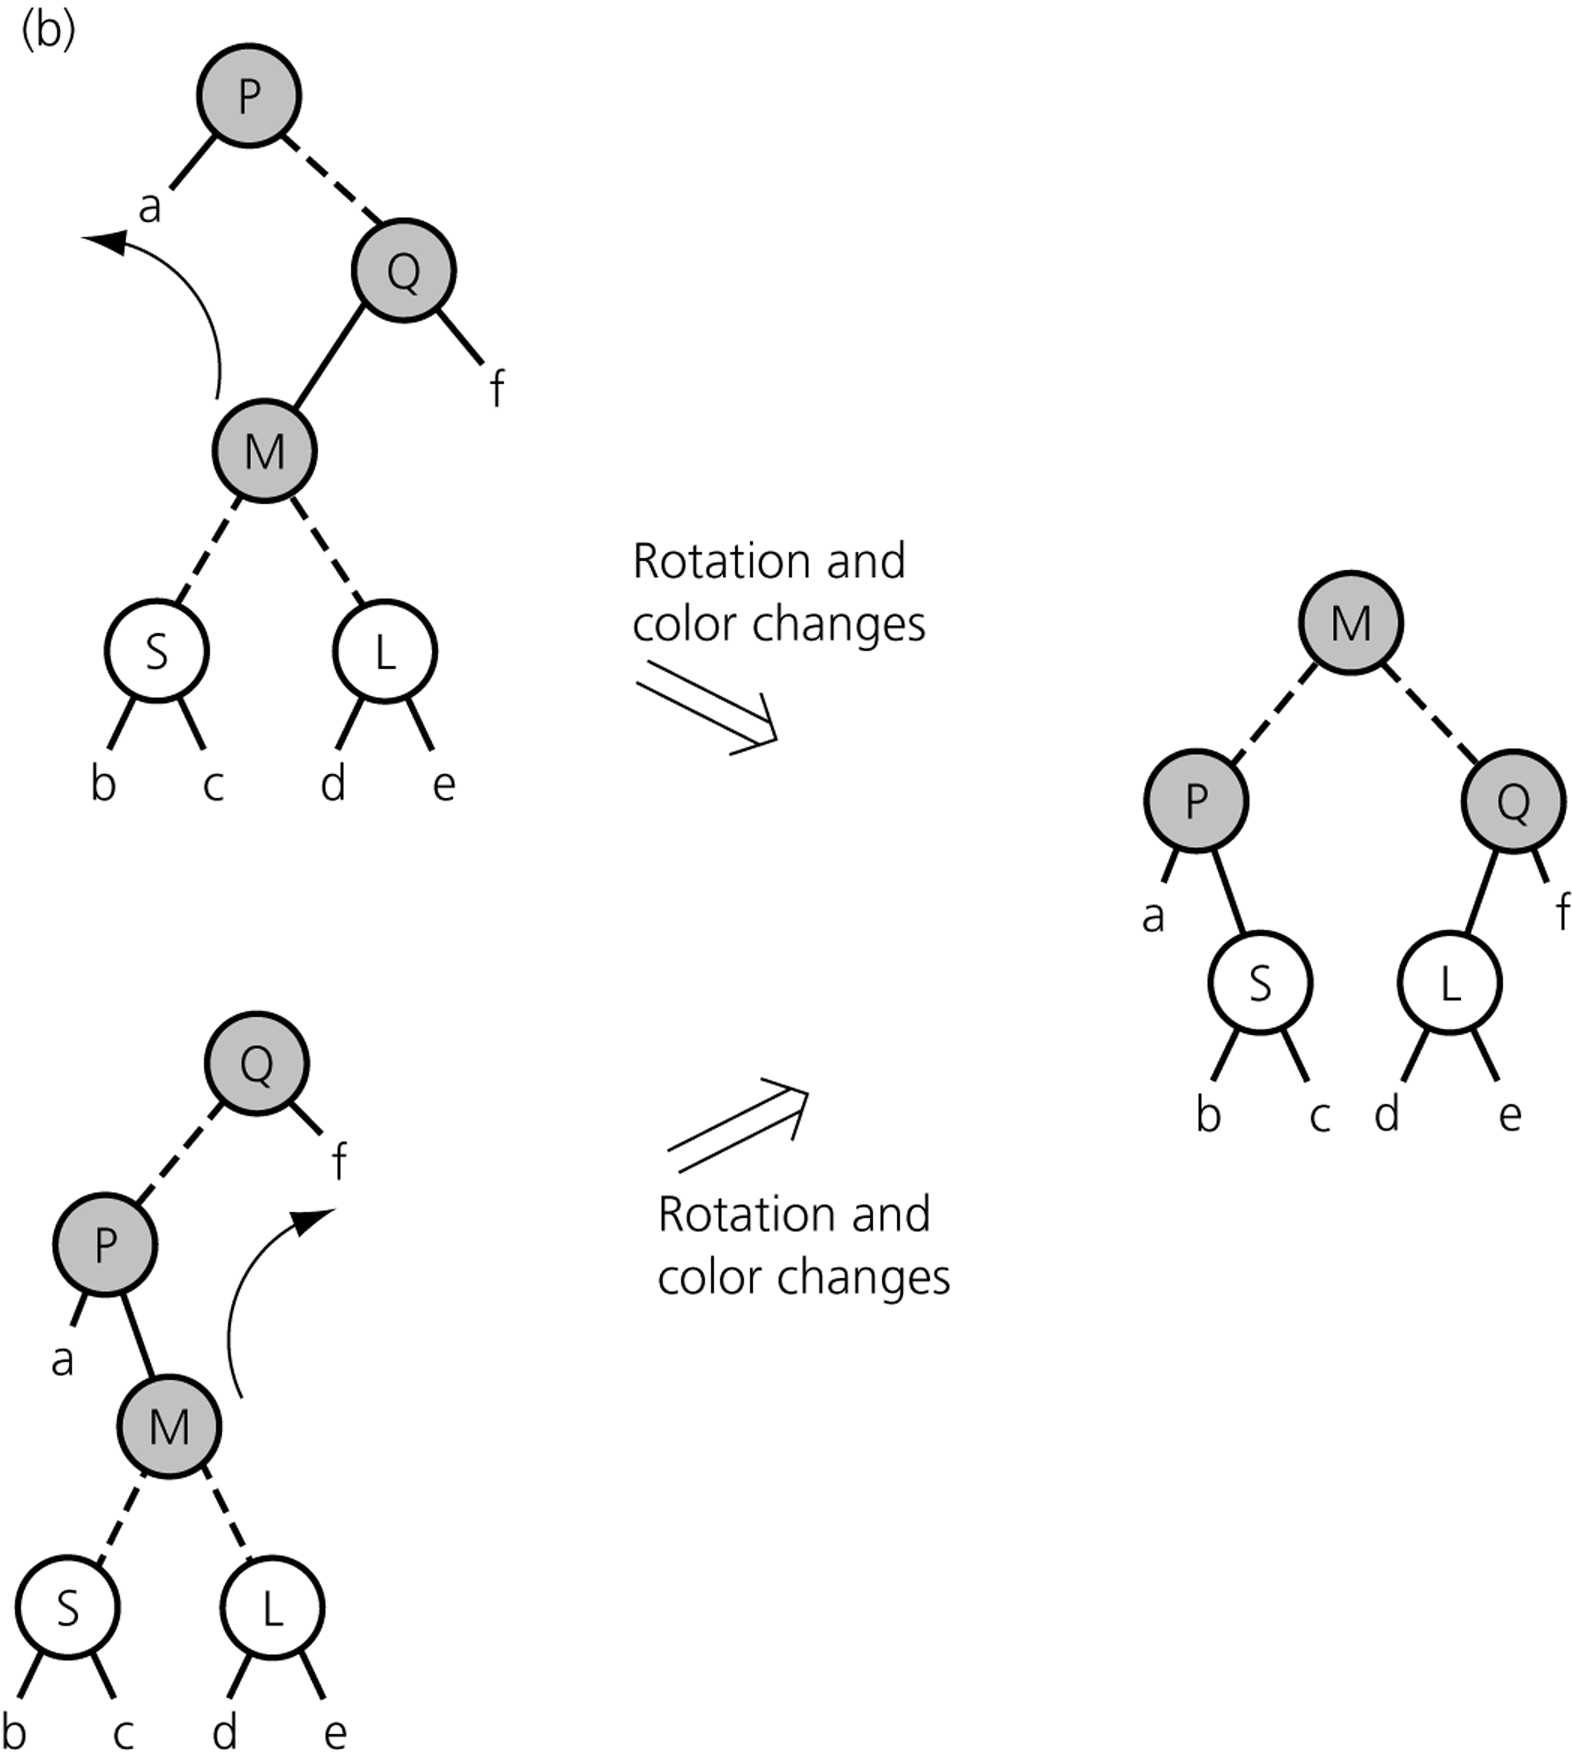 (b)
P
a
Q
f
M
S
L
b c d e
Rotation and
color changes
M
P
Q
a
f
S
L
b c d e
Q
f
P
a
M
S
L
b c d e
Rotation and
color changes